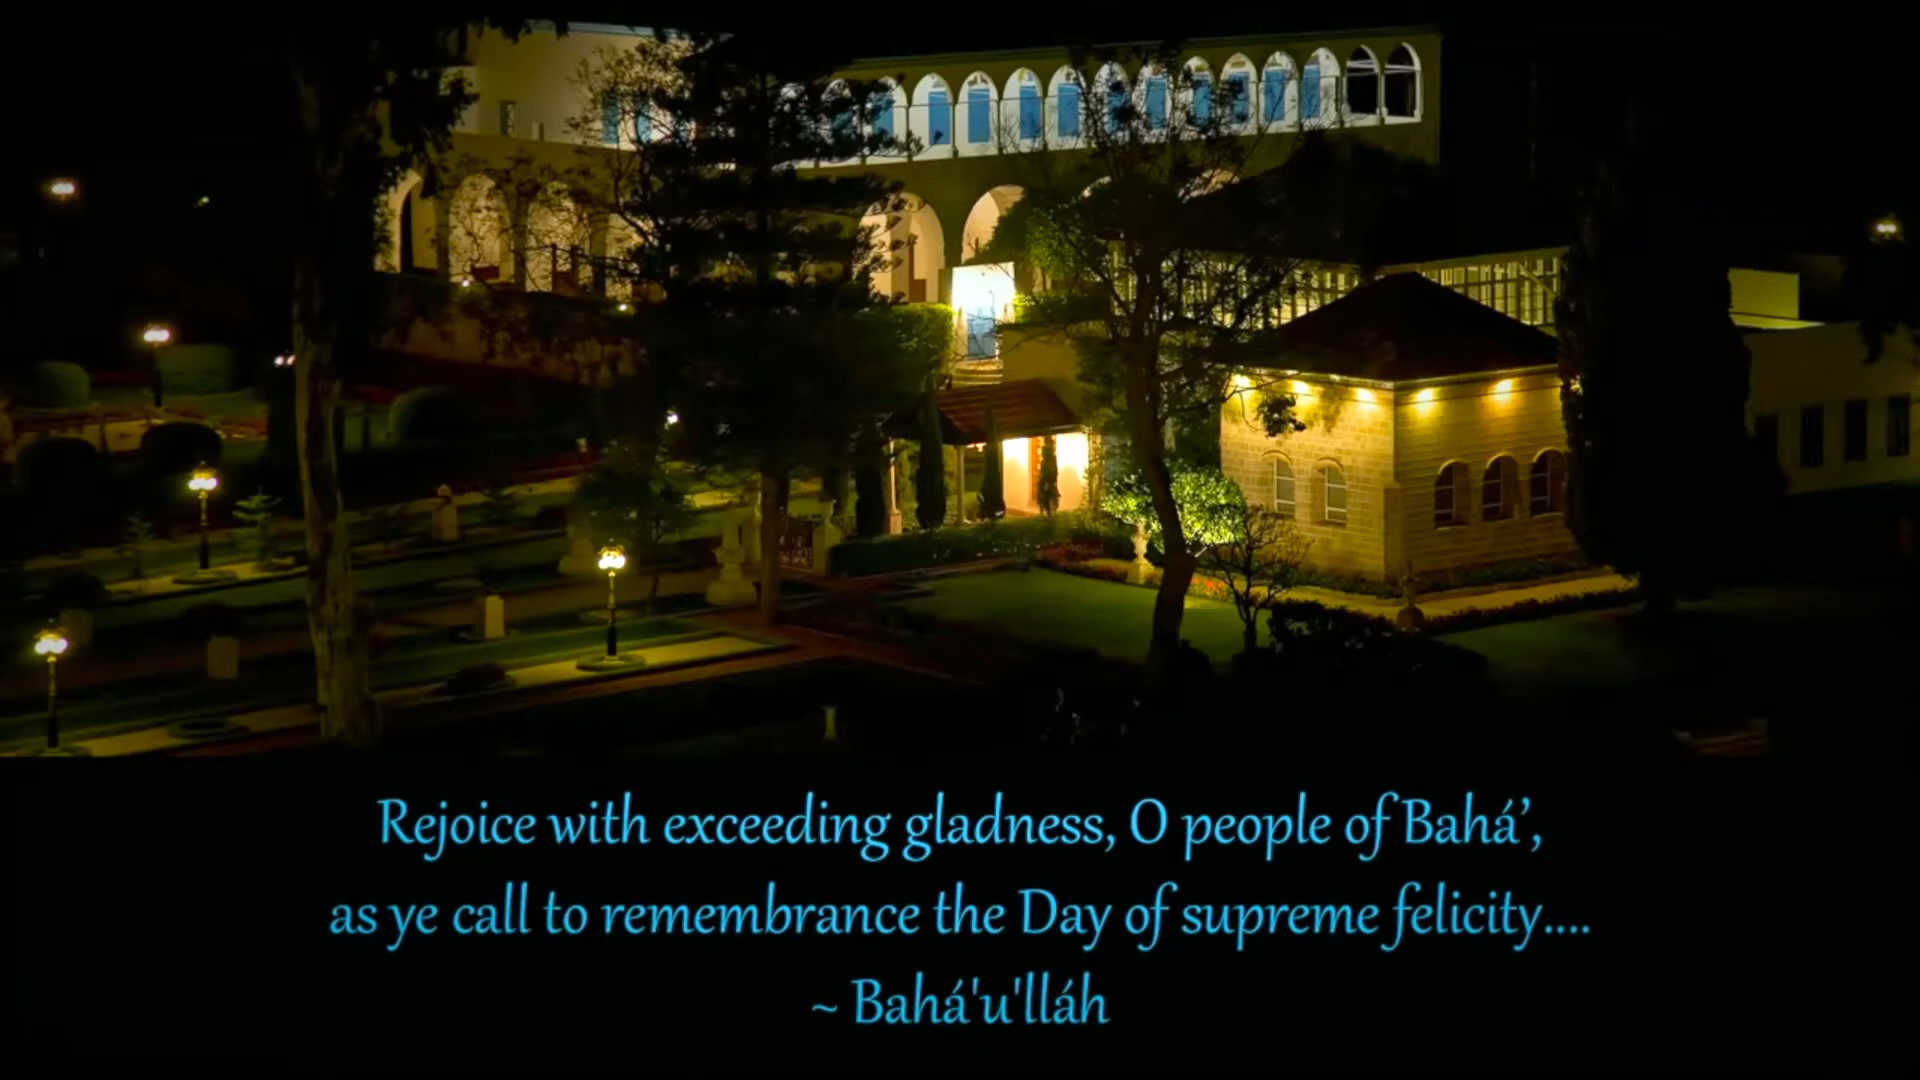 Rejoice with exceeding gladness, O people of Bahá’,
as ye call to remembrance the Day of supreme felicity....
~ Bahá'u'lláh